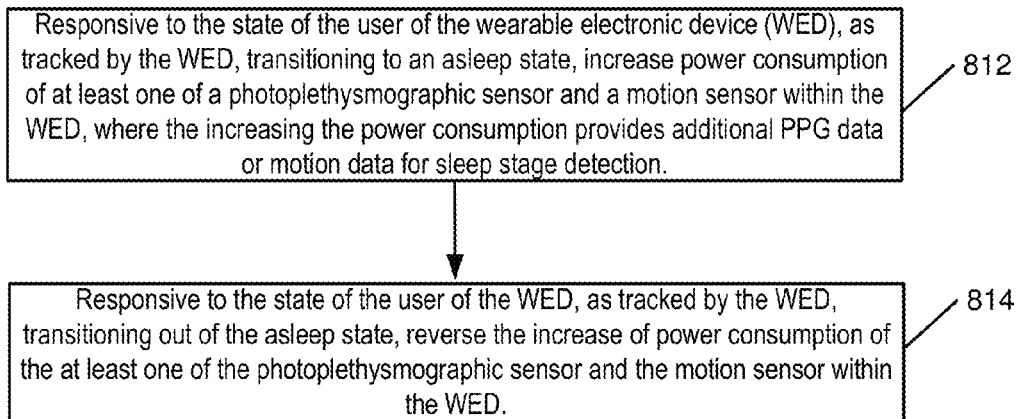 Responsive to the state of the user of the wearable electronic device (WED), as
tracked by the WED, transitioning to an asleep state, increase power consumption
of at least one of a photoplethysmographic sensor and a motion sensor within the
WED, where the increasing the power consumption provides additional PPG data
or motion data for sleep stage detection.
812
Responsive to the state of the user of the WED, as tracked by the WED,
transitioning out of the asleep state, reverse the increase of power consumption of
the at least one of the photoplethysmographic sensor and the motion sensor within
the WED.
814